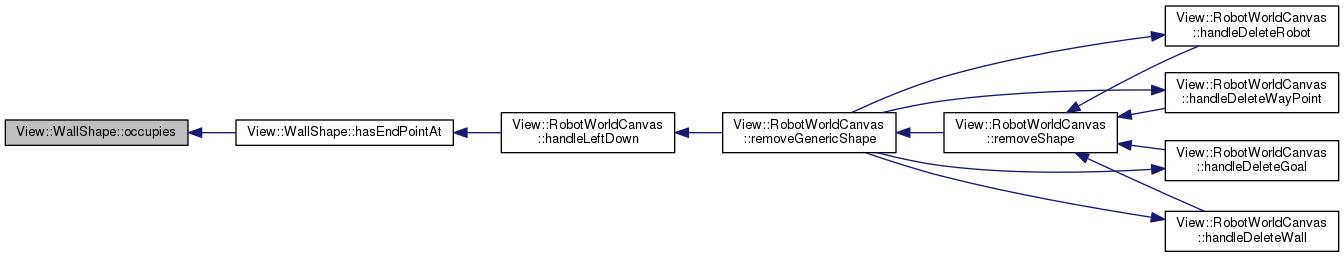 View::WallShape::occupies
View::WallShape::hasEndPointAt
View::RobotWorldCanvas
::handleLeftDown
View::RobotWorldCanvas
::removeGenericShape
View::RobotWorldCanvas
::removeShape
View::RobotWorldCanvas
::handleDeleteRobot
View::RobotWorldCanvas
::handleDeleteWayPoint
View::RobotWorldCanvas
::handleDeleteGoal
View::RobotWorldCanvas
::handleDeleteWall